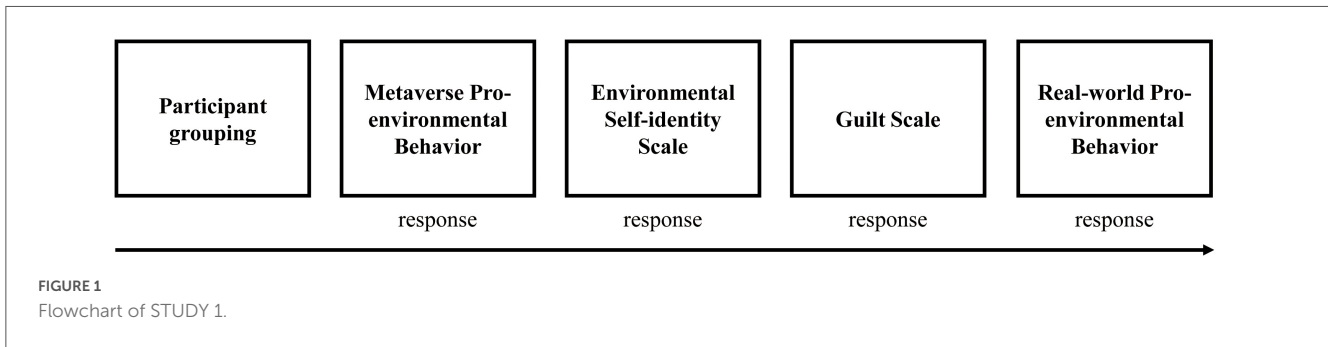 Participant
grouping
Metaverse Pro-
environmental
Behavior
Environmental
Self-identity
Scale
Guilt Scale
Real-world Pro-
environmental
Behavior
response
response
response
response
FIGURE 1
Flowchart of STUDY 1.